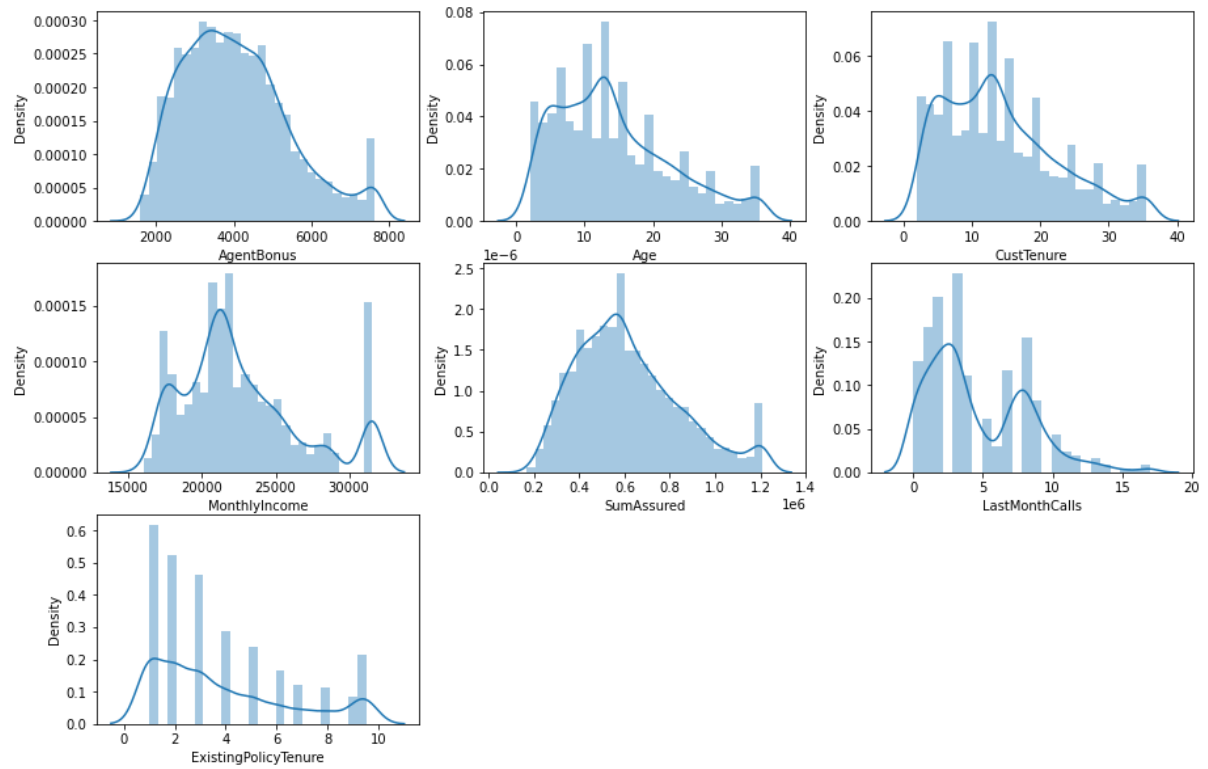 0.00030
0.00025
0.00020
0.00015
0.00010
0.00005
0.00000
Density
2000 4000 6000 8000
AgentBonus
0.08
0.06
0.04
0.02
0.00
Density
0 10 20 30 40
Age
0.06
0.04
0.02
0.00
Density
0 10 20 30 40
CustTenure
0.00015
0.00010
0.00005
0.00000
Density
15000 20000 25000 30000
MonthlyIncome
1e-6
2.5
2.0
1.5
1.0
0.5
0.0
Density
0.0 0.2 0.4 0.6 0.8 1.0 1.2 1.4
SumAssured
1e6
0.20
0.15
0.10
0.05
0.00
Density
0 5 10 15 20
LastMonthCalls
0.6
0.5
0.4
0.3
0.2
0.1
0.0
Density
0 2 4 6 8 10
ExistingPolicyTenure